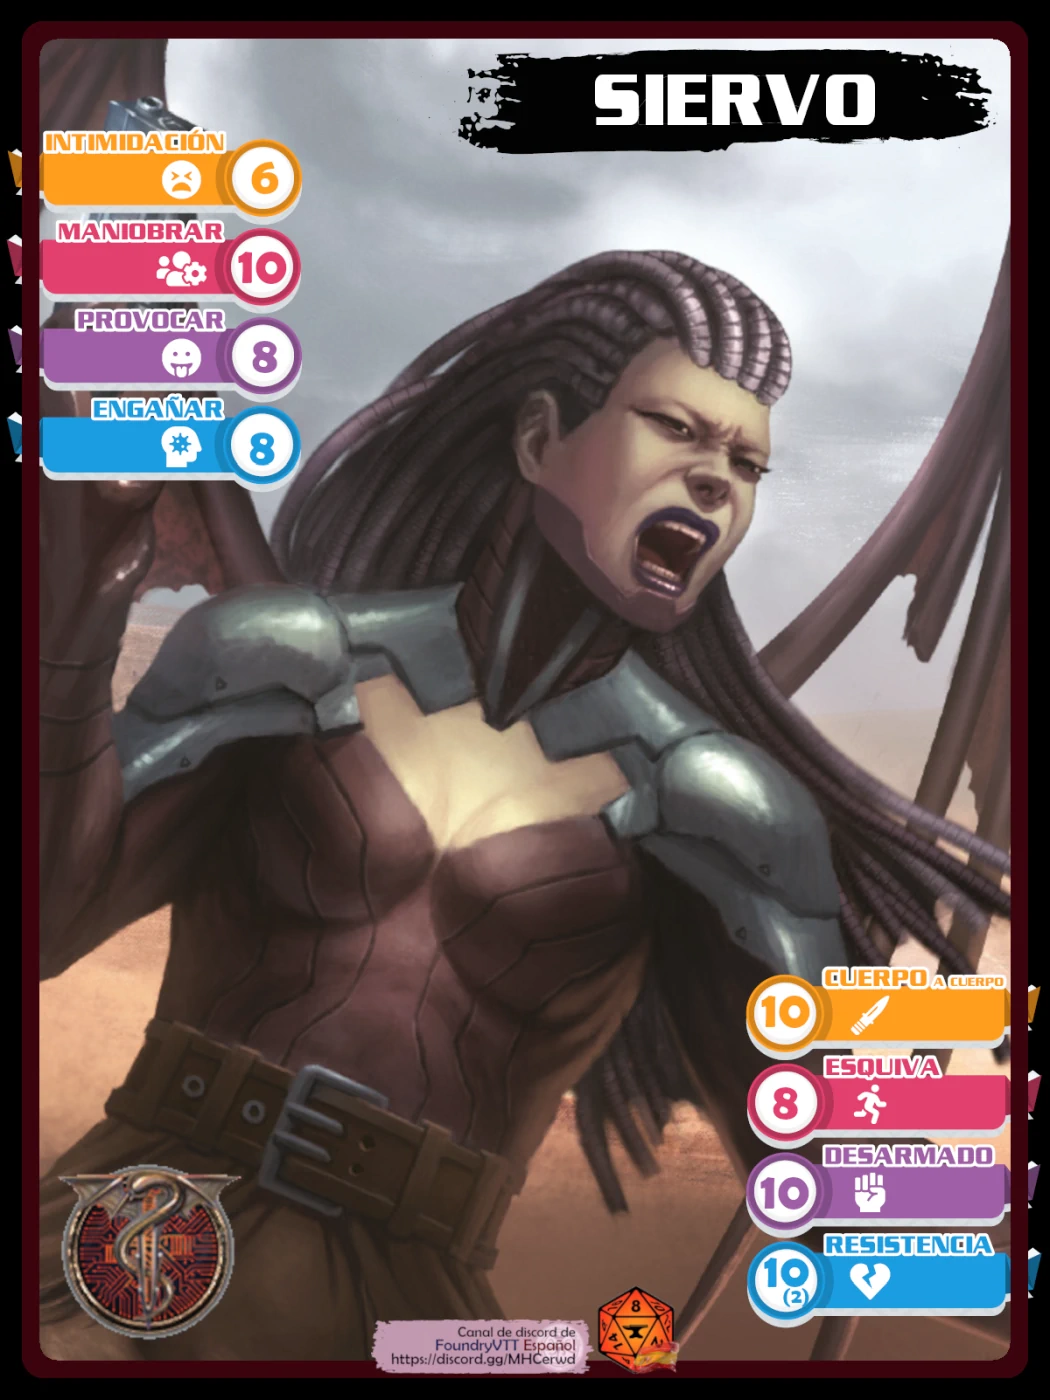 SIERVO
INTIMIDACIÓN
6
MANIOBRAR
10
PROVOCAR
8
ENGAÑAR
8
CUERPO A CUERPO
10
ESQUIVA
8
DESARMADO
10
RESISTENCIA
10
(2)
Canal de discord de
FoundryVTT Español
https://discord.gg/MHCerwd
8